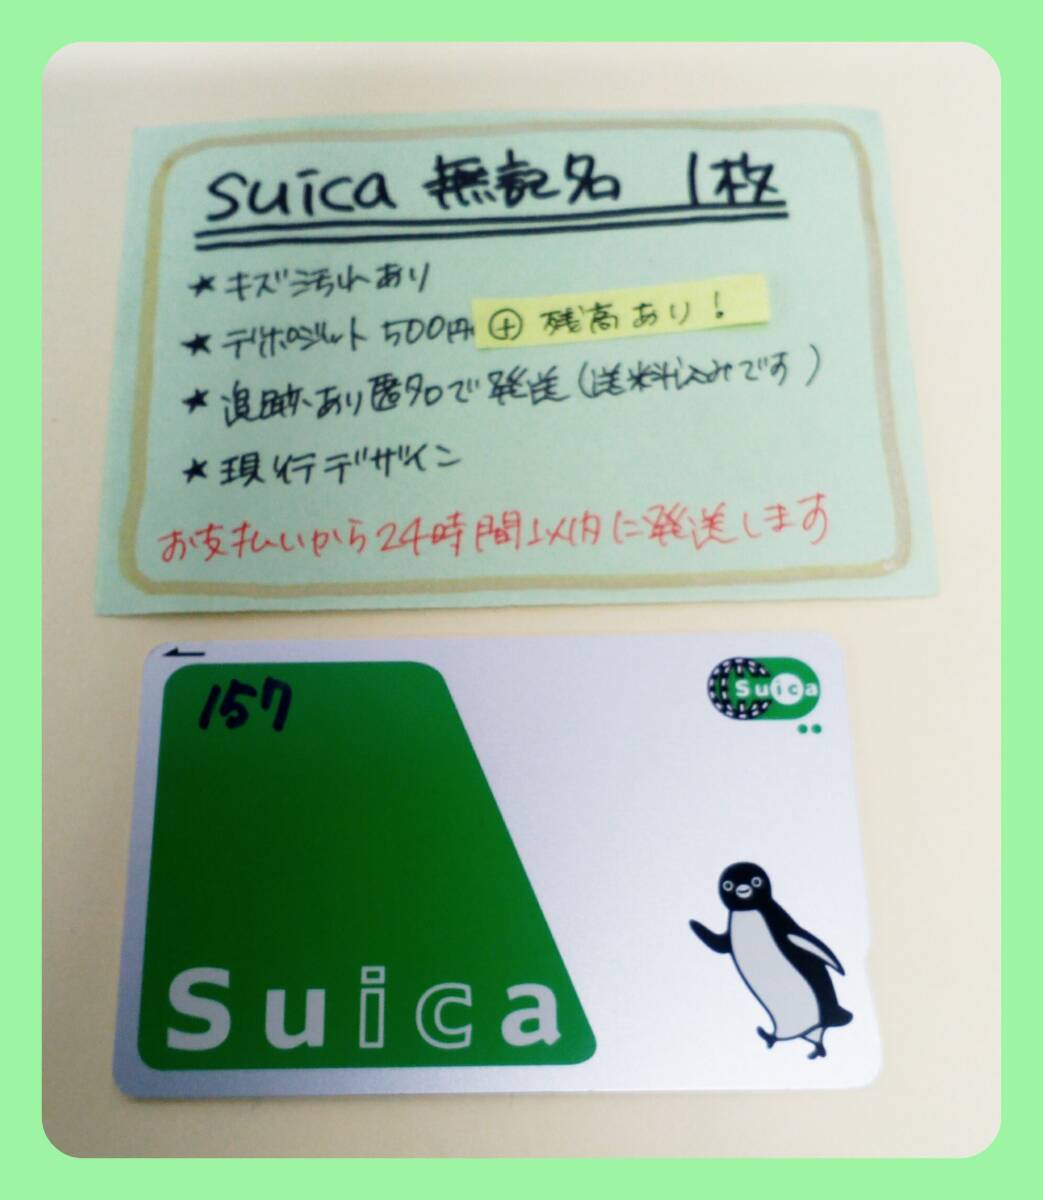 Suica 無記名 1枚
★ キズ汚れあり
★ デポジット 500円 ⊕ 残高あり!
★ 追跡あり匿名で発送(送料込みです)
★ 現行デザイン
お支払いから24時間以内に発送します
157
Suica
Suica